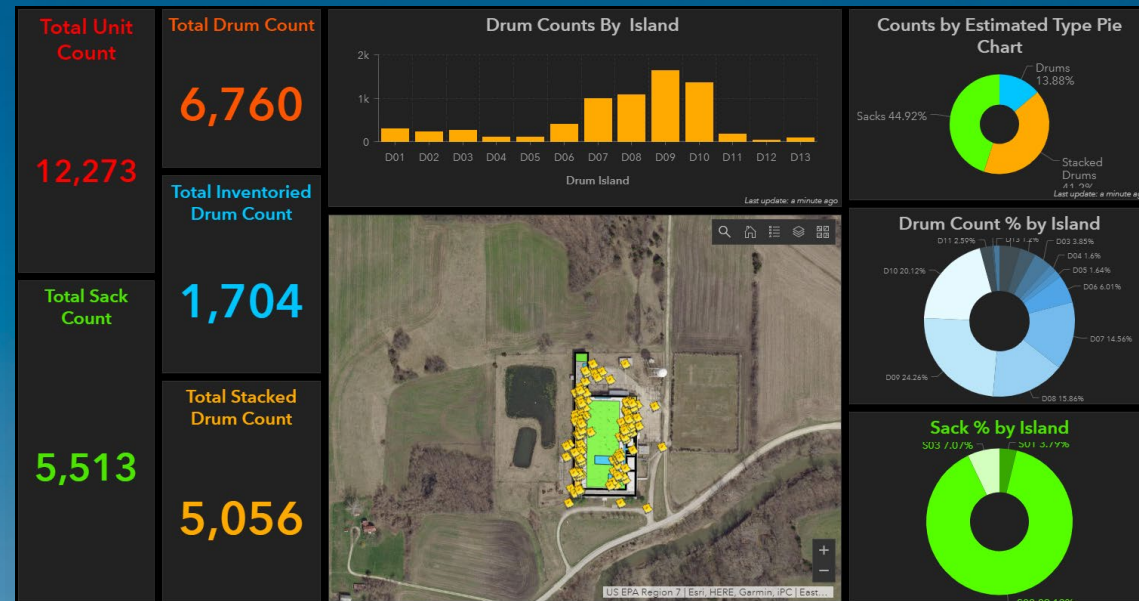 Total Unit
Count
12,273
Total Sack
Count
5,513
Total Drum Count
6,760
Total Inventoried
Drum Count
1,704
Total Stacked
Drum Count
5,056
Drum Counts By Island
2k
1k
0
D01 D02 D03 D04 D05 D06 D07 D08 D09 D10 D11 D12 D13
Drum Island
Last update: a minute ago
US EPA Region 7 | Esri, HERE, Garmin, iPC | East...
Counts by Estimated Type Pie
Chart
Drums
13.88%
Sacks 44.92%
Stacked
Drums
Last update: a minute ag
Drum Count % by Island
D11 2.59%
D03 3.85%
D04 1.6%
D05 1.64%
D10 20.12%
D06 6.01%
D07 14.56%
D09 24.26%
D08 15.86%
Sack % by Island
S03 7.07%
S01 3.79%